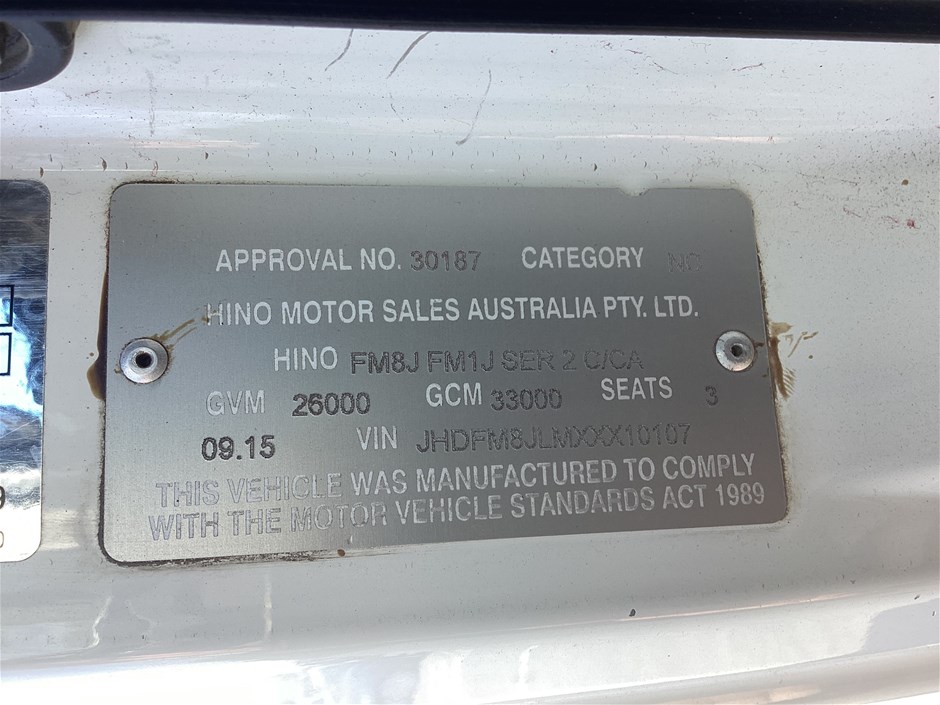 APPROVAL NO. 30187 CATEGORY NC
HINO MOTOR SALES AUSTRALIA PTY. LTD.
HINO FM8J FM1J SER 2 C/CA
GVM 26000 GCM 33000 SEATS 3
09.15 VIN JHDFM8JLMXXX10107
THIS VEHICLE WAS MANUFACTURED TO COMPLY
WITH THE MOTOR VEHICLE STANDARDS ACT 1989
9
0